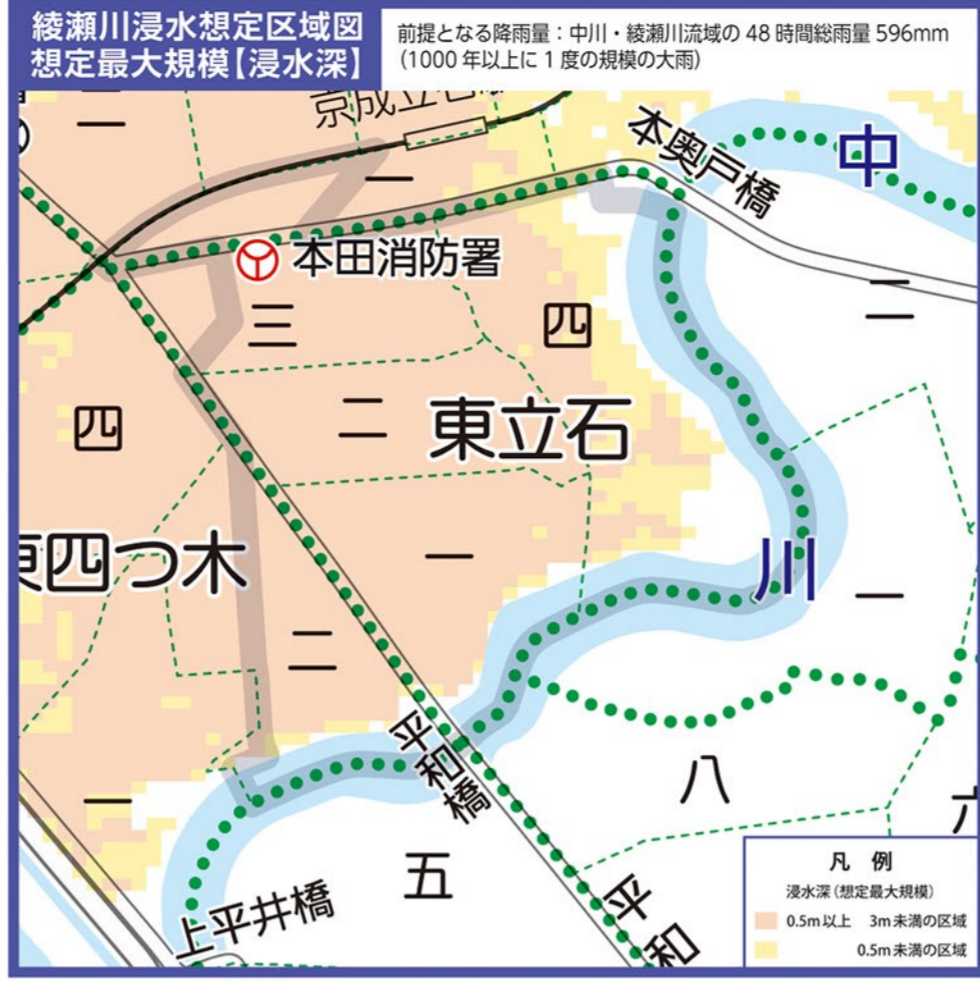 綾瀬川浸水想定区域図
想定最大規模【浸水深】
前提となる降雨量：中川・綾瀬川流域の 48 時間総雨量 596mm
（1000 年以上に 1 度の規模の大雨）
二
京成立石
本奥戸橋
中
一
本田消防署
三
四
二
四
二
東立石
東四つ木
一
川
一
二
平和橋
八
一
五
上平井橋
平和
凡 例
浸水深（想定最大規模）
0.5m以上 3m未満の区域
0.5m未満の区域